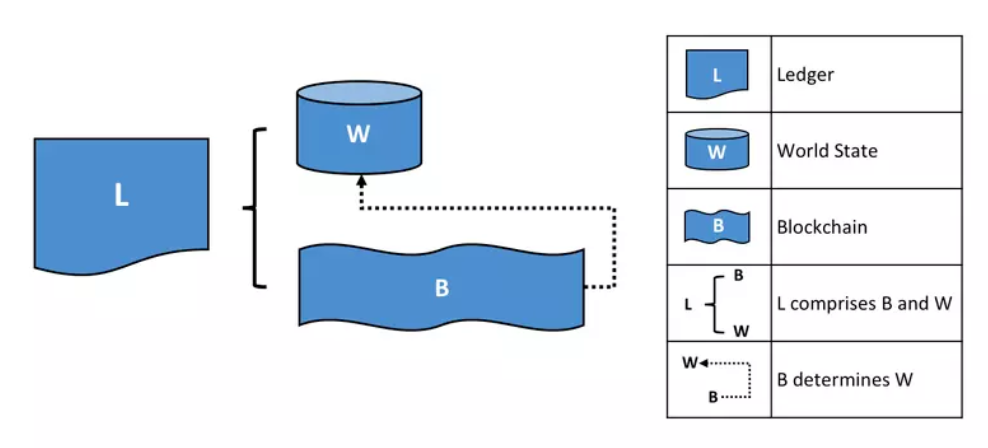 L
W
B
L
Ledger
W
World State
B
Blockchain
B
L
W
L comprises B and W
W
B
B determines W